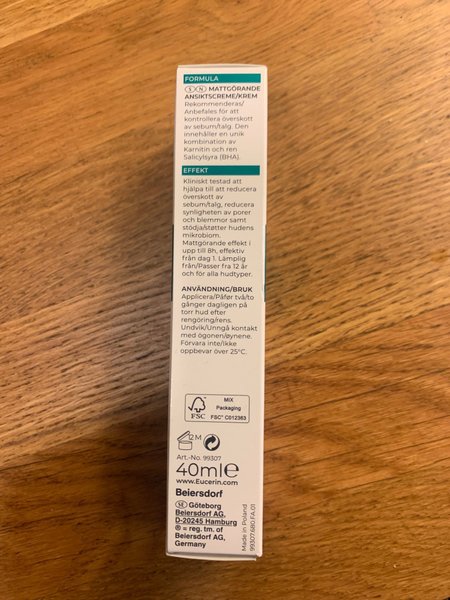 FORMULA
S N MATTGÖRANDE
ANSIKTSCREME/KREM
Rekommenderas/
Anbefales för att
kontrollera överskott
av sebum/talg. Den
innehåller en unik
kombination av
Karnitin och ren
Salicylsyra (BHA).
EFFEKT
Kliniskt testad att
hjälpa till att reducera
överskott av
sebum/talg, reducera
synligheten av porer
och blemmor samt
stödja/støtter hudens
mikrobiom.
Mattgörande effekt i
upp till 8h, effektiv
från dag 1. Lämplig
från/Passer fra 12 år
och för alla hudtyper.
ANVÄNDNING/BRUK
Applicera/Påfør två/to
gånger dagligen på
torr hud efter
rengöring/rens.
Undvik/Unngå kontakt
med ögonen/øynene.
Förvara inte/Ikke
oppbevar över 25°C.
FSC
MIX
Packaging
FSC® C012363
12M
Art.-No. 99307
40ml℮
www.Eucerin.com
Beiersdorf
SE Göteborg
Beiersdorf AG,
D-20245 Hamburg
® = reg. tm. of
Beiersdorf AG,
Germany
Made in Poland
99307.680.FA.01